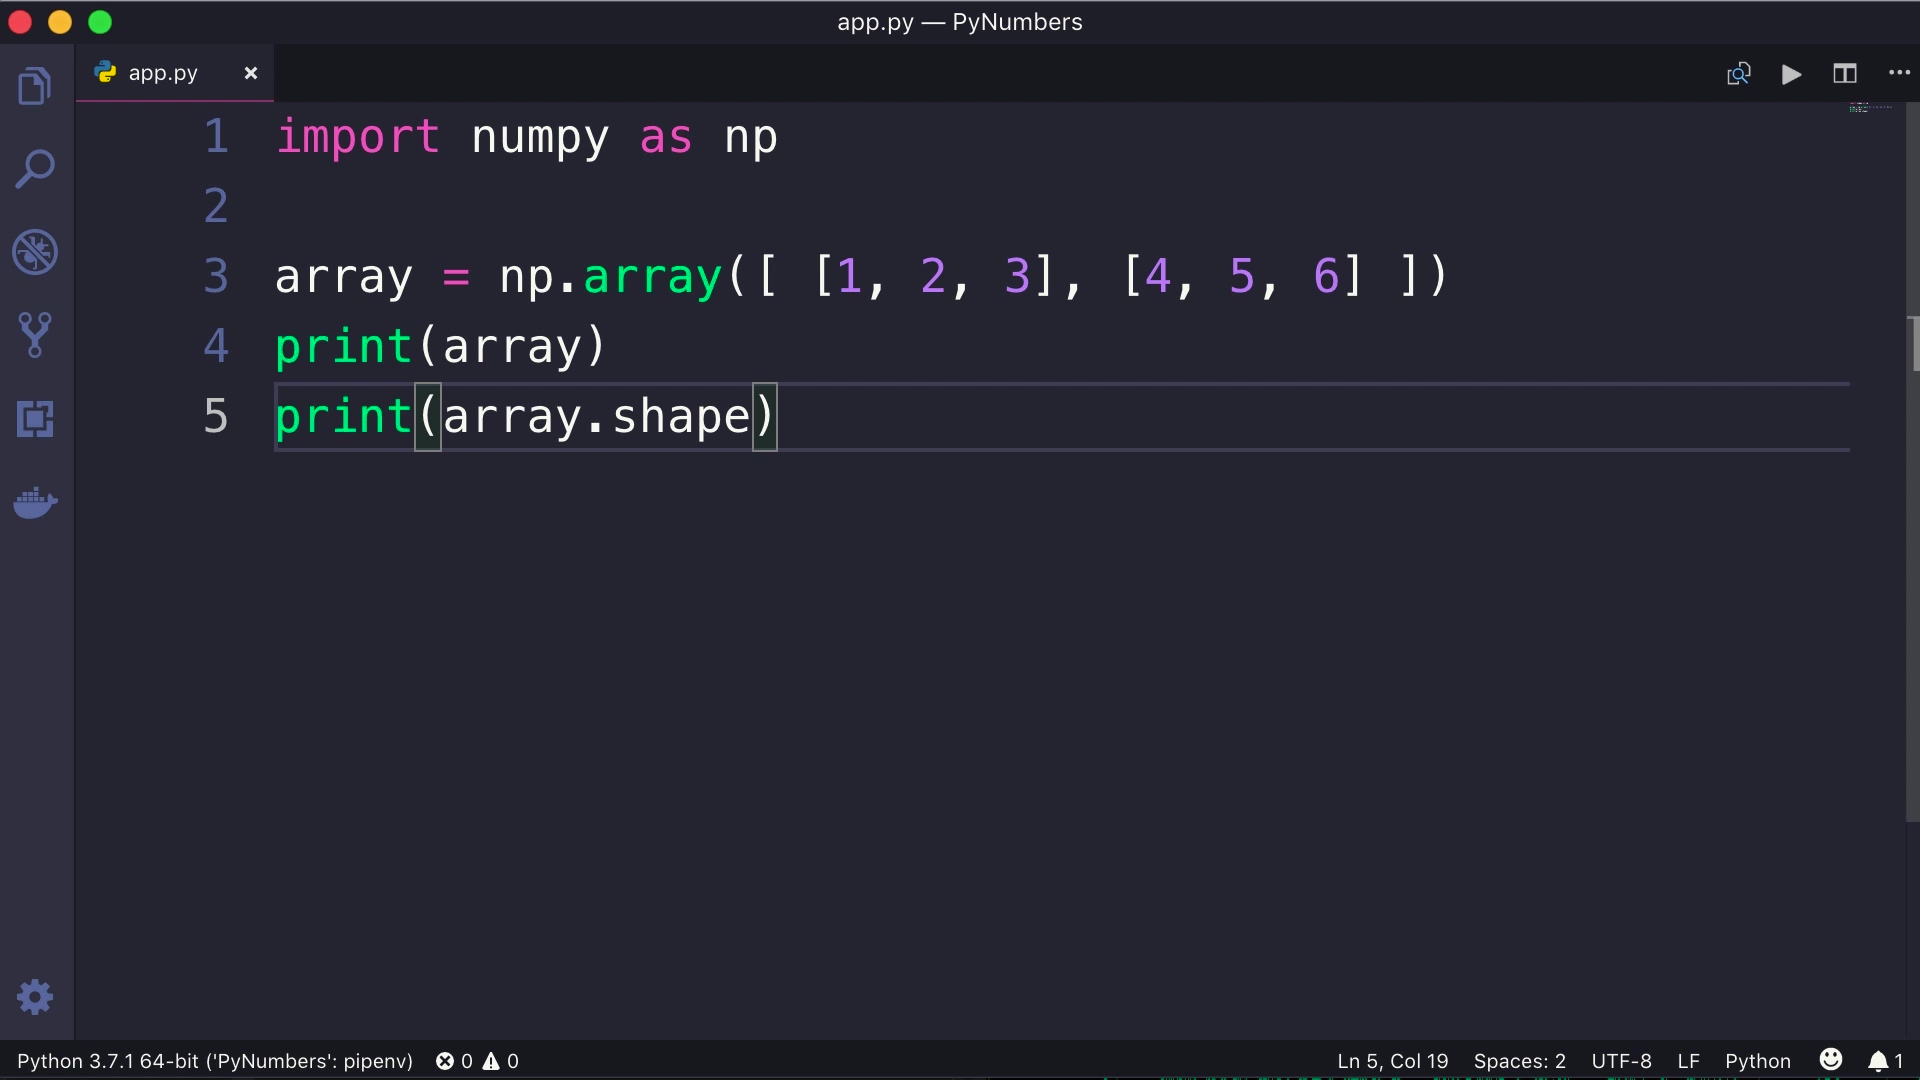 app.py — PyNumbers
app.py
1 import numpy as np
2
3 array = np.array([ [1, 2, 3], [4, 5, 6] ])
4 print(array)
5 print(array.shape)
Python 3.7.1 64-bit ('PyNumbers': pipenv) 0 0 Ln 5, Col 19 Spaces: 2 UTF-8 LF Python 1